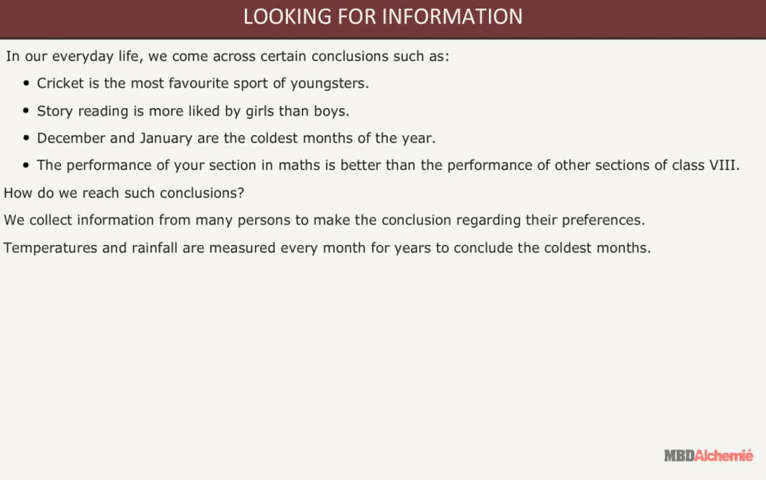 LOOKING FOR INFORMATION
In our everyday life, we come across certain conclusions such as:
• Cricket is the most favourite sport of youngsters.
• Story reading is more liked by girls than boys.
• December and January are the coldest months of the year.
• The performance of your section in maths is better than the performance of other sections of class VIII.
How do we reach such conclusions?
We collect information from many persons to make the conclusion regarding their preferences.
Temperatures and rainfall are measured every month for years to conclude the coldest months.
MBDAlchemié